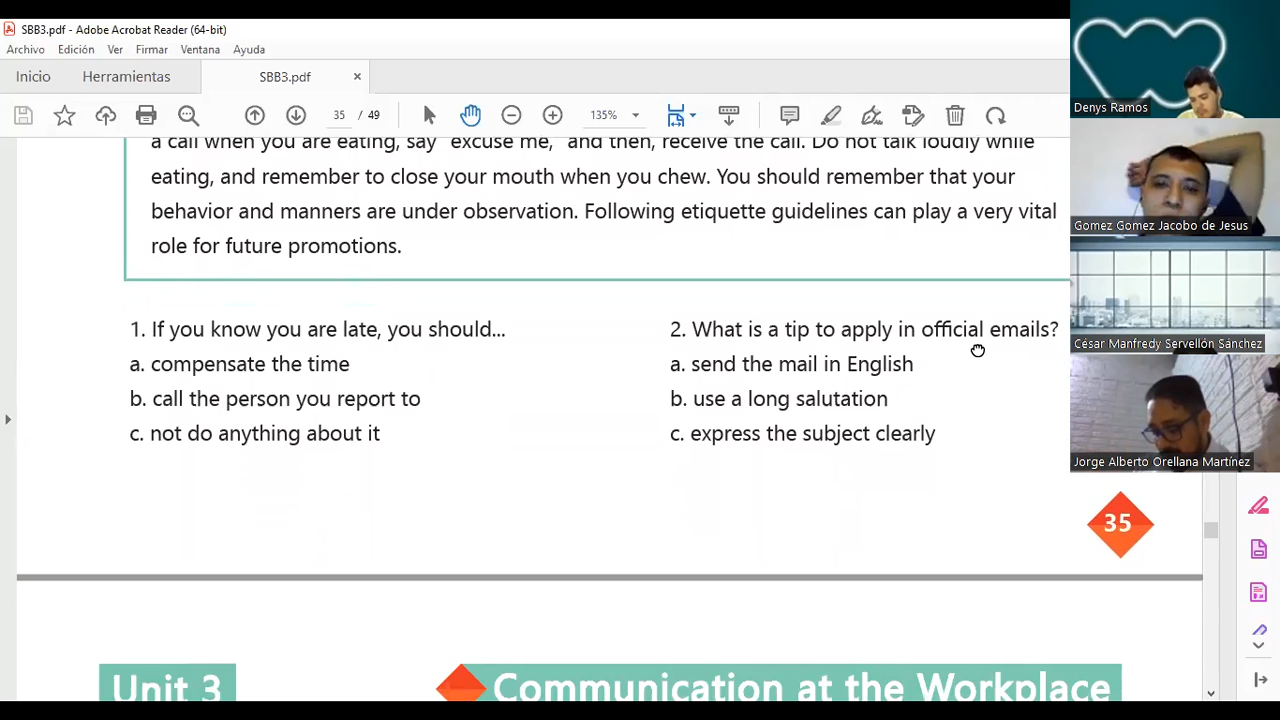 SBB3.pdf - Adobe Acrobat Reader (64-bit)
Archivo Edición Ver Firmar Ventana Ayuda
Inicio Herramientas SBB3.pdf ×
35 / 49 135%
a call when you are eating, say "excuse me," and then, receive the call. Do not talk loudly while
eating, and remember to close your mouth when you chew. You should remember that your
behavior and manners are under observation. Following etiquette guidelines can play a very vital
role for future promotions.
1. If you know you are late, you should...
a. compensate the time
b. call the person you report to
c. not do anything about it
2. What is a tip to apply in official emails?
a. send the mail in English
b. use a long salutation
c. express the subject clearly
35
Unit 3
Communication at the Workplace
Denys Ramos
Gomez Gomez Jacobo de Jesus
César Manfredy Servellón Sánchez
Jorge Alberto Orellana Martínez